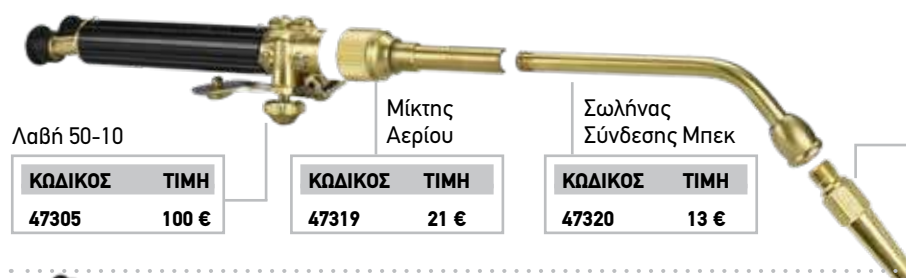 Λαβή 50-10
ΚΩΔΙΚΟΣ ΤΙΜΗ
47305 100 €
Μίκτης
Αερίου
ΚΩΔΙΚΟΣ ΤΙΜΗ
47319 21 €
Σωλήνας
Σύνδεσης Μπεκ
ΚΩΔΙΚΟΣ ΤΙΜΗ
47320 13 €